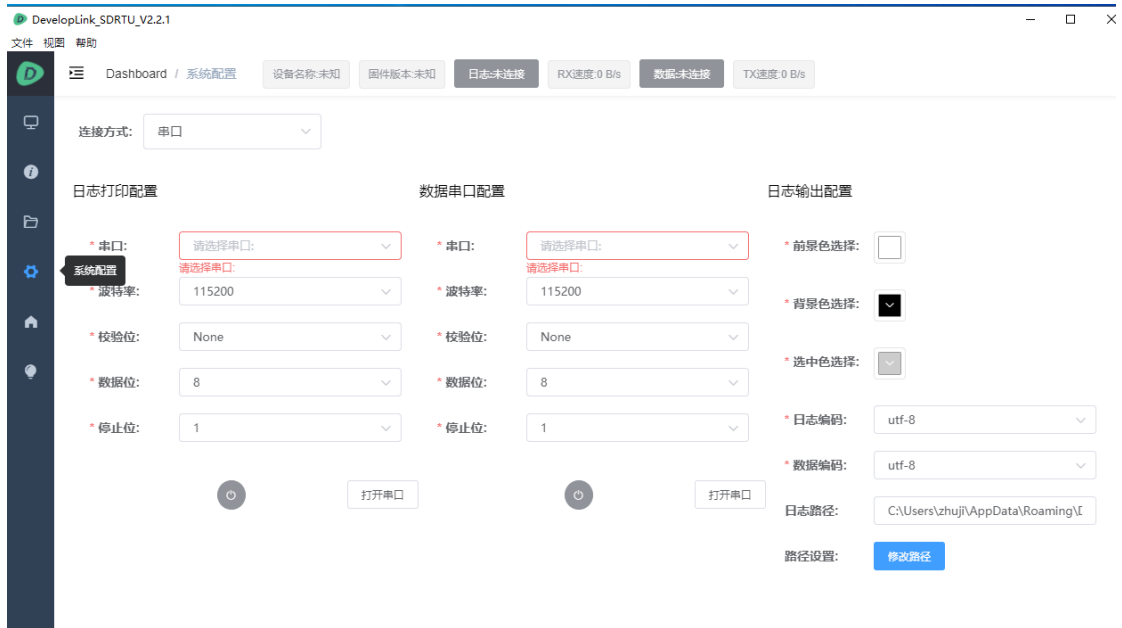 DevelopLink_SDRTU_V2.2.1
文件 视图 帮助
Dashboard / 系统配置 设备名称:未知 固件版本:未知 日志:未连接 RX速度:0 B/s 数据:未连接 TX速度:0 B/s
连接方式: 串口
日志打印配置 数据串口配置 日志输出配置
* 串口: 请选择串口: * 串口: 请选择串口: * 前景色选择:
系统配置 请选择串口: 请选择串口:
* 波特率: 115200 * 波特率: 115200 * 背景色选择:
* 校验位: None * 校验位: None
* 选中色选择:
* 数据位: 8 * 数据位: 8
* 停止位: 1 * 停止位: 1 * 日志编码: utf-8
* 数据编码: utf-8
打开串口 打开串口
日志路径: C:\Users\zhuji\AppData\Roaming\
路径设置: 修改路径